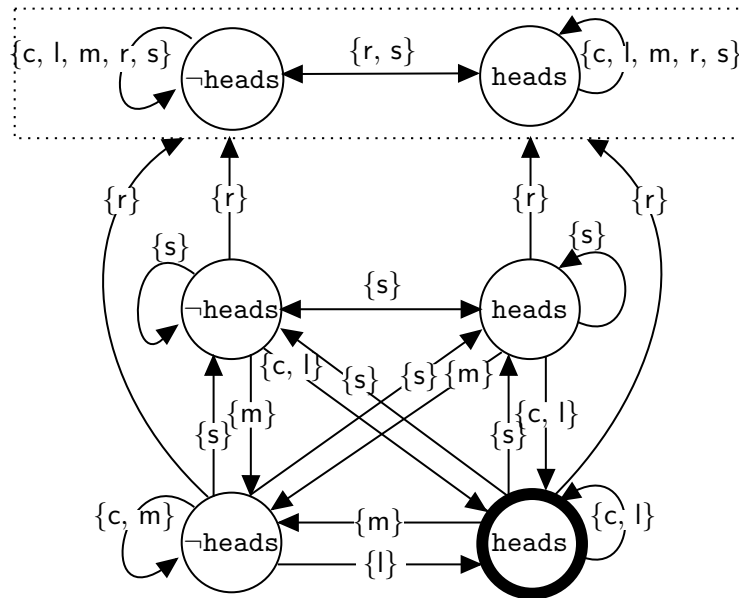 {c, l, m, r, s} {r, s} {c, l, m, r, s}
¬heads heads
{r} {r} {r} {r}
{s} {s} {s}
¬heads heads
{c, l} {s} {s} {m}
{s} {m} {s} {c, l}
{c, m} {m} {c, l}
¬heads heads
{l}